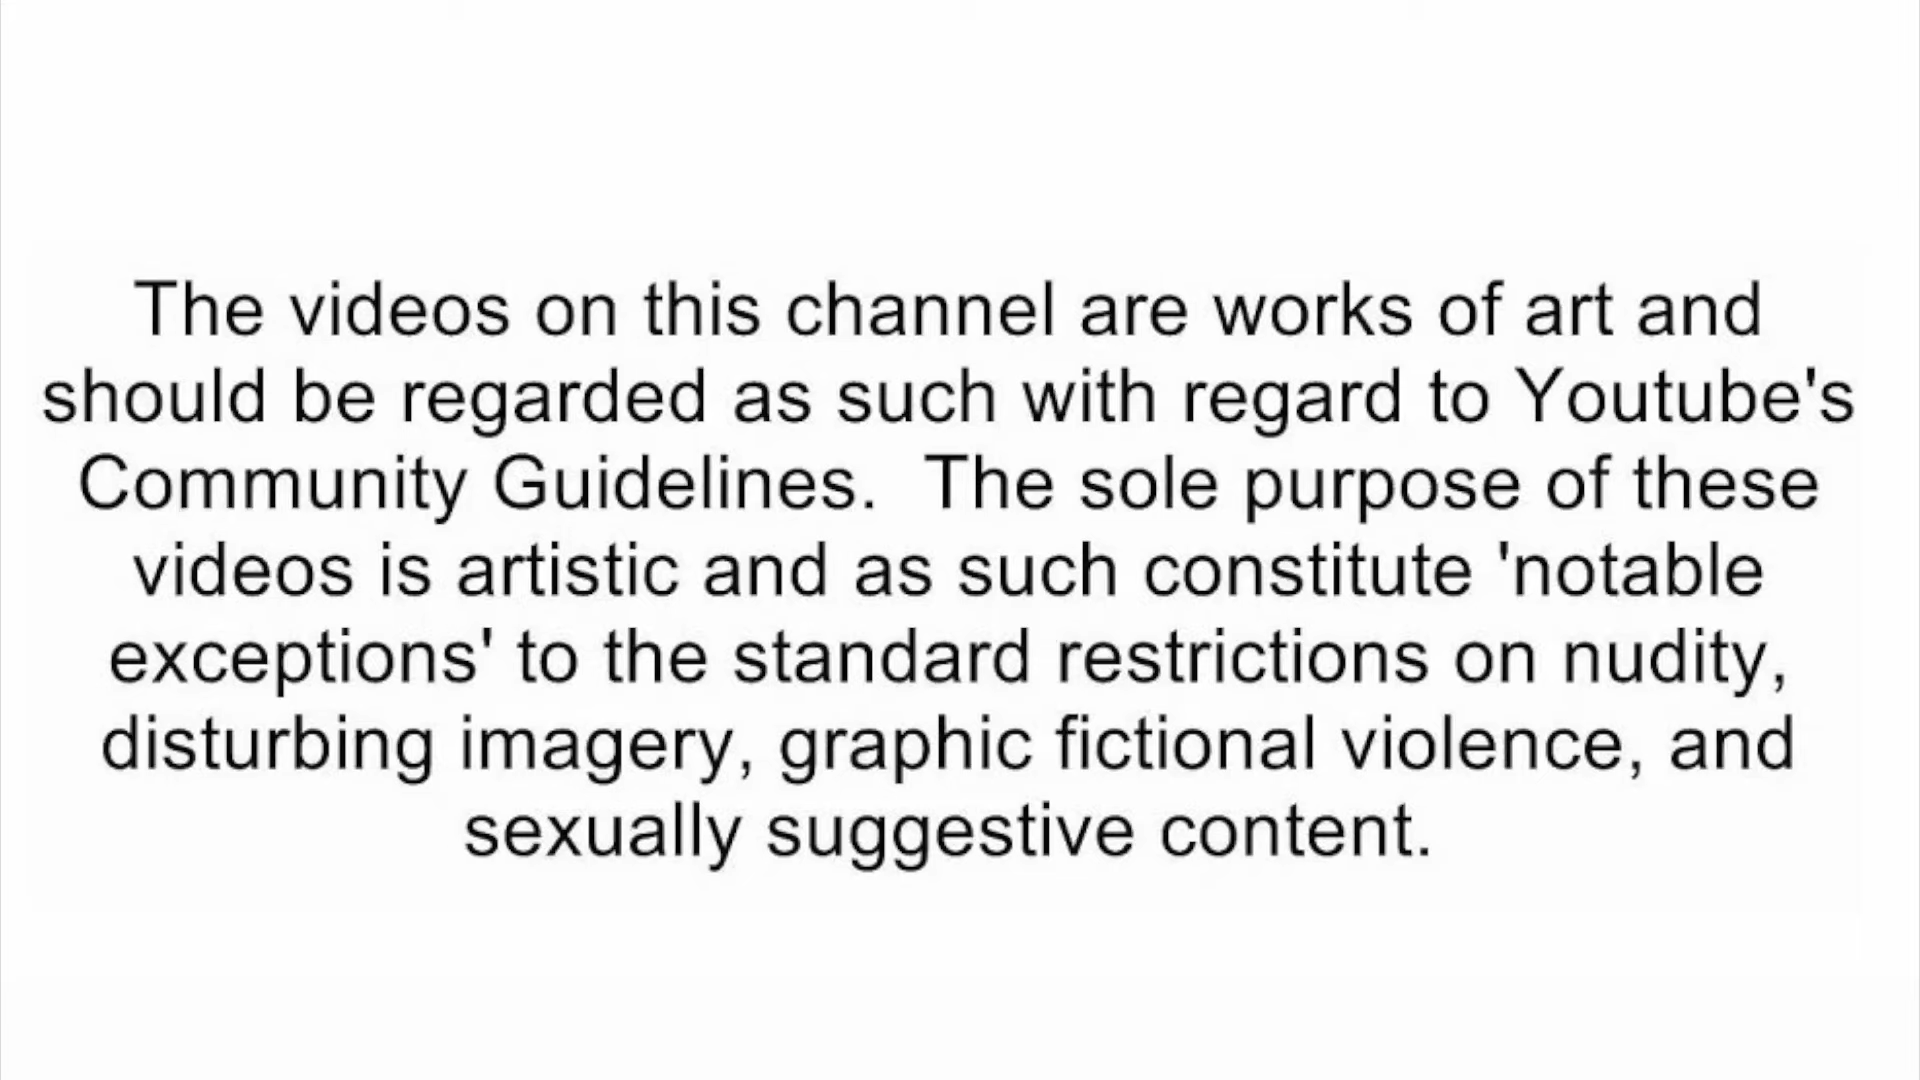 The videos on this channel are works of art and
should be regarded as such with regard to Youtube's
Community Guidelines.  The sole purpose of these
videos is artistic and as such constitute 'notable
exceptions' to the standard restrictions on nudity,
disturbing imagery, graphic fictional violence, and
sexually suggestive content.